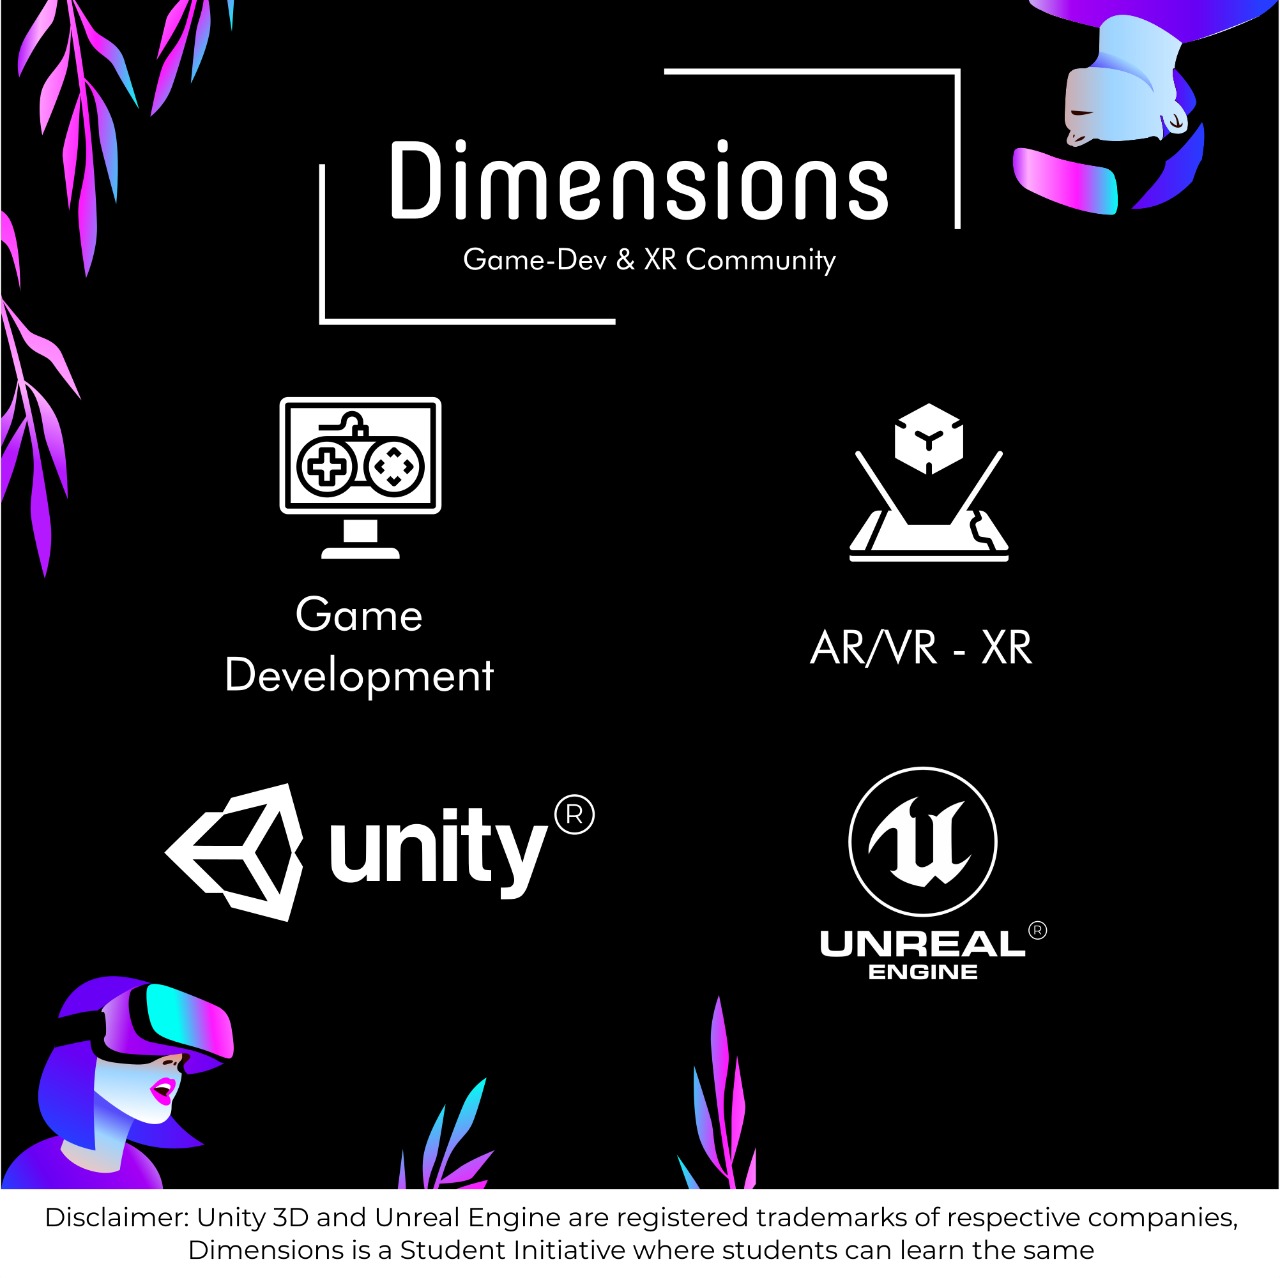 Dimensions
Game-Dev & XR Community
Game
Development
AR/VR - XR
unity®
UNREAL®
ENGINE
Disclaimer: Unity 3D and Unreal Engine are registered trademarks of respective companies,
Dimensions is a Student Initiative where students can learn the same